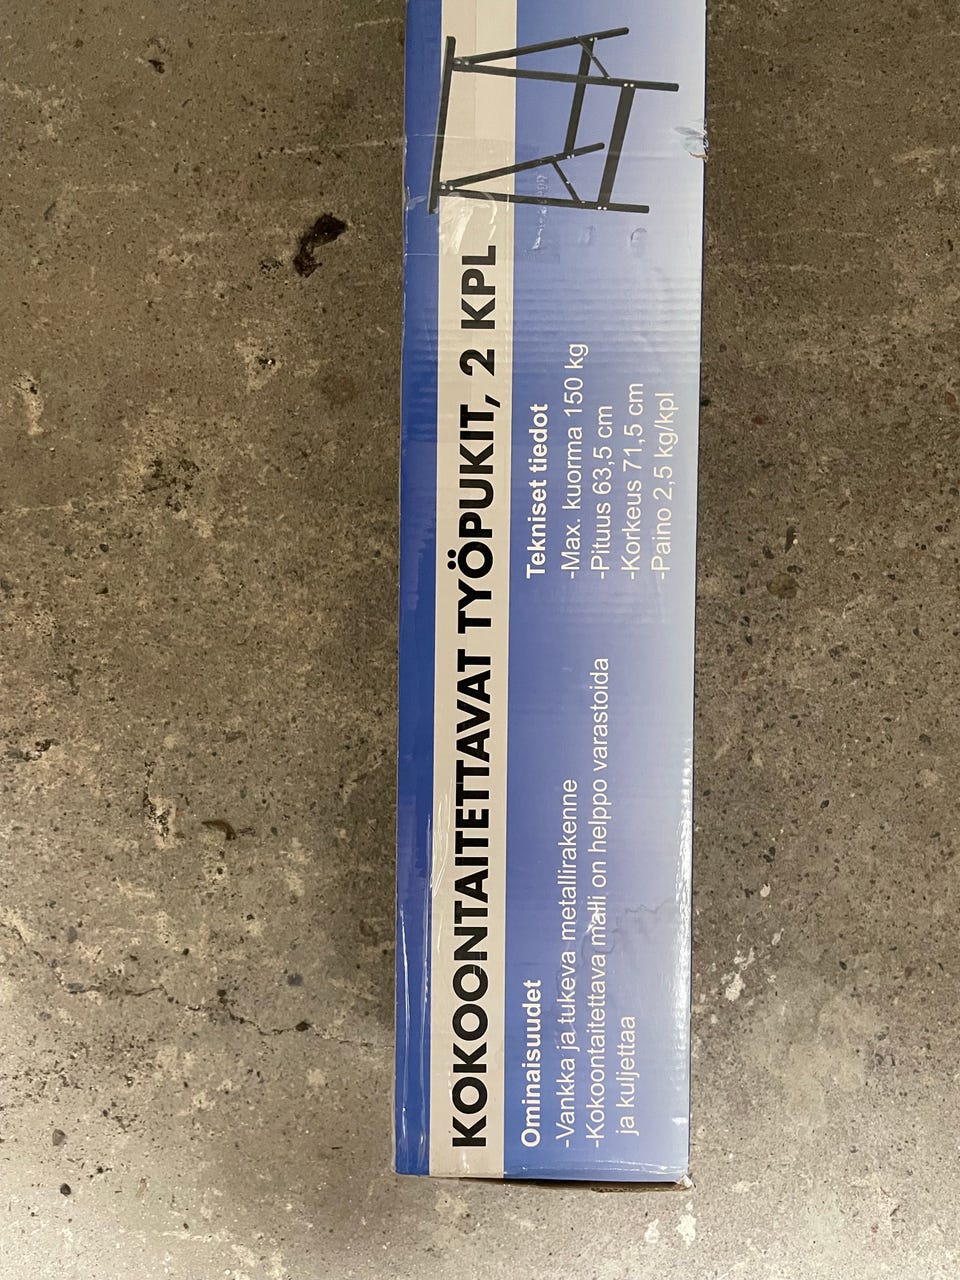 KOKOONTAITETTAVAT TYÖPUKIT, 2 KPL
Ominaisuudet
-Vankka ja tukeva metallirakenne
-Kokoontaitettava malli on helppo varastoida
ja kuljettaa
Tekniset tiedot
-Max. kuorma 150 kg
-Pituus 63,5 cm
-Korkeus 71,5 cm
-Paino 2,5 kg/kpl